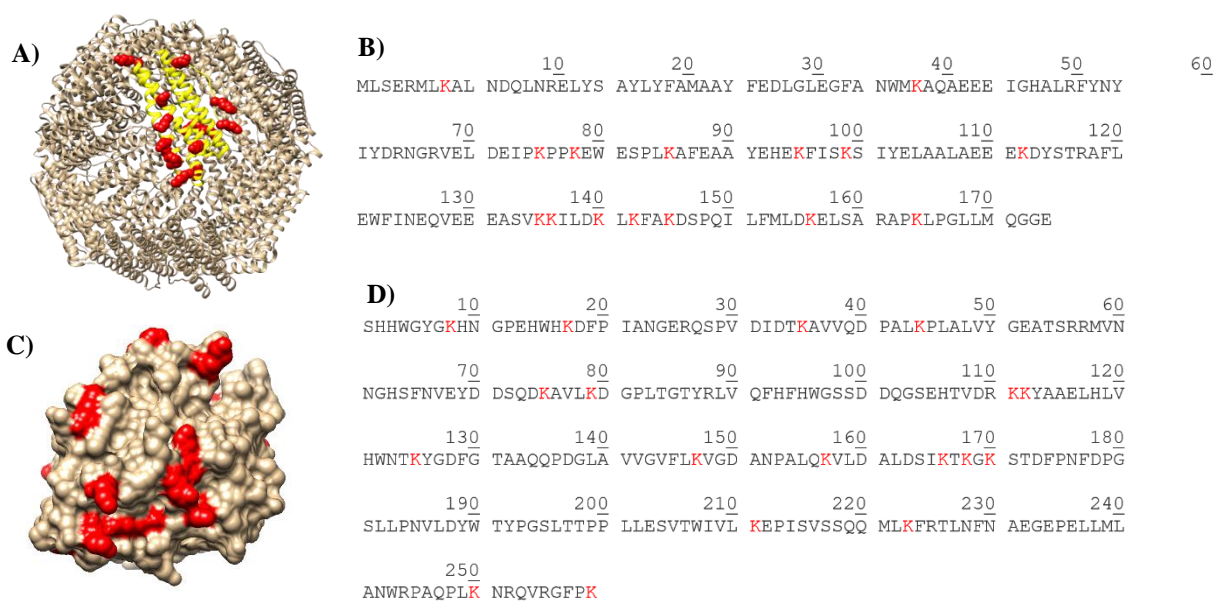 A)
B)
10 20 30 40 50 60
MLSERMLKAL NDQLNRELYS AYLYFAMAAY FEDLGLEGFA NWMKAQAEEE IGHALRFYNY
70 80 90 100 110 120
IYDRNGRVEL DEIPKPPKEW ESPLKAFEAA YEHEKFISKS IYELAALAEE EKDYSTRAFL
130 140 150 160 170
EWFINEQVEE EASVKKILDK LKFAKDSPQI LFMLDKELSA RAPKLPGLLM QGGE
C)
D)
10 20 30 40 50 60
SHHWGYGKHN GPEHWHKDFP IANGERQSPV DIDTKAVVQD PALKPLALVY GEATSRRMVN
70 80 90 100 110 120
NGHSFNVEYD DSQDKAVLKD GPLTGTYRLV QFHFHWGSSD DQGSEHTVDR KKYAAELHLV
130 140 150 160 170 180
HWNTKYGDFG TAAQQPDGLA VVGVFLKVGD ANPALQKVLD ALDSIKTKGK STDFPNFDPG
190 200 210 220 230 240
SLLPNVLDYW TYPGSLTTPP LLESVTWIVL KEPISVSSQQ MLKFRTLNFN AEGEPELLML
250
ANWRPAQPLK NRQVRGFPK